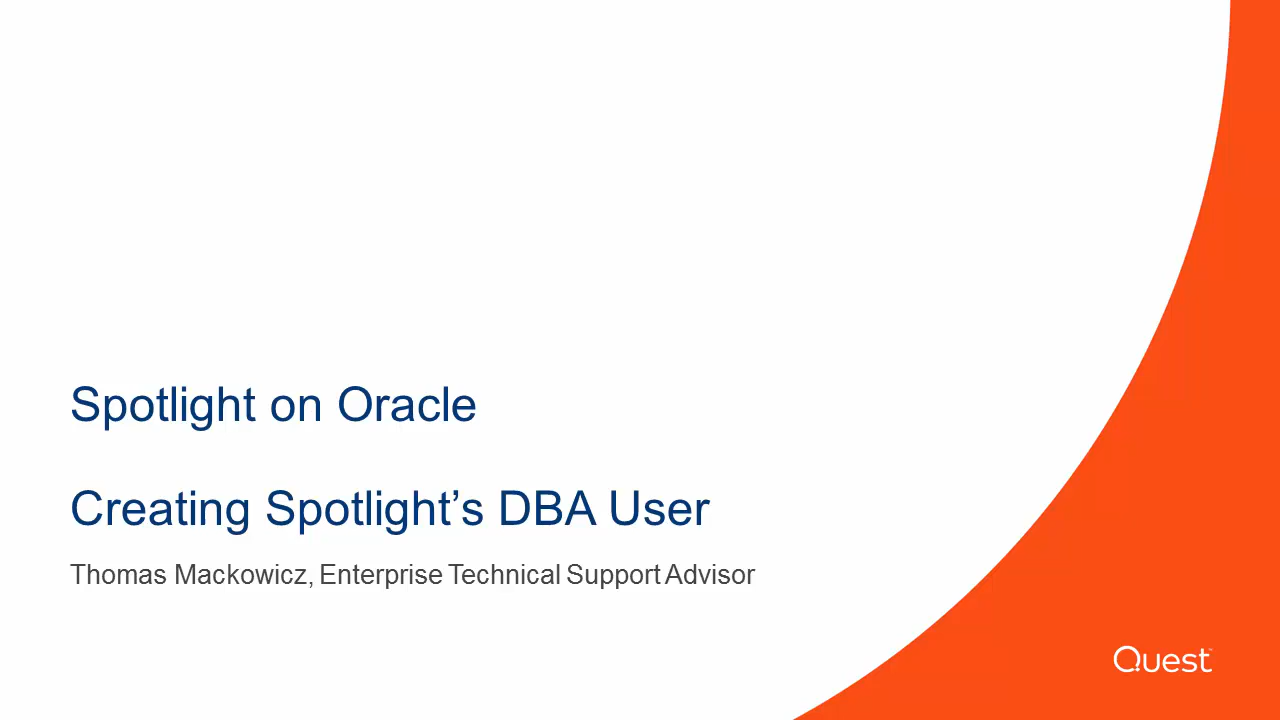 Spotlight on Oracle
Creating Spotlight’s DBA User
Thomas Mackowicz, Enterprise Technical Support Advisor
Quest